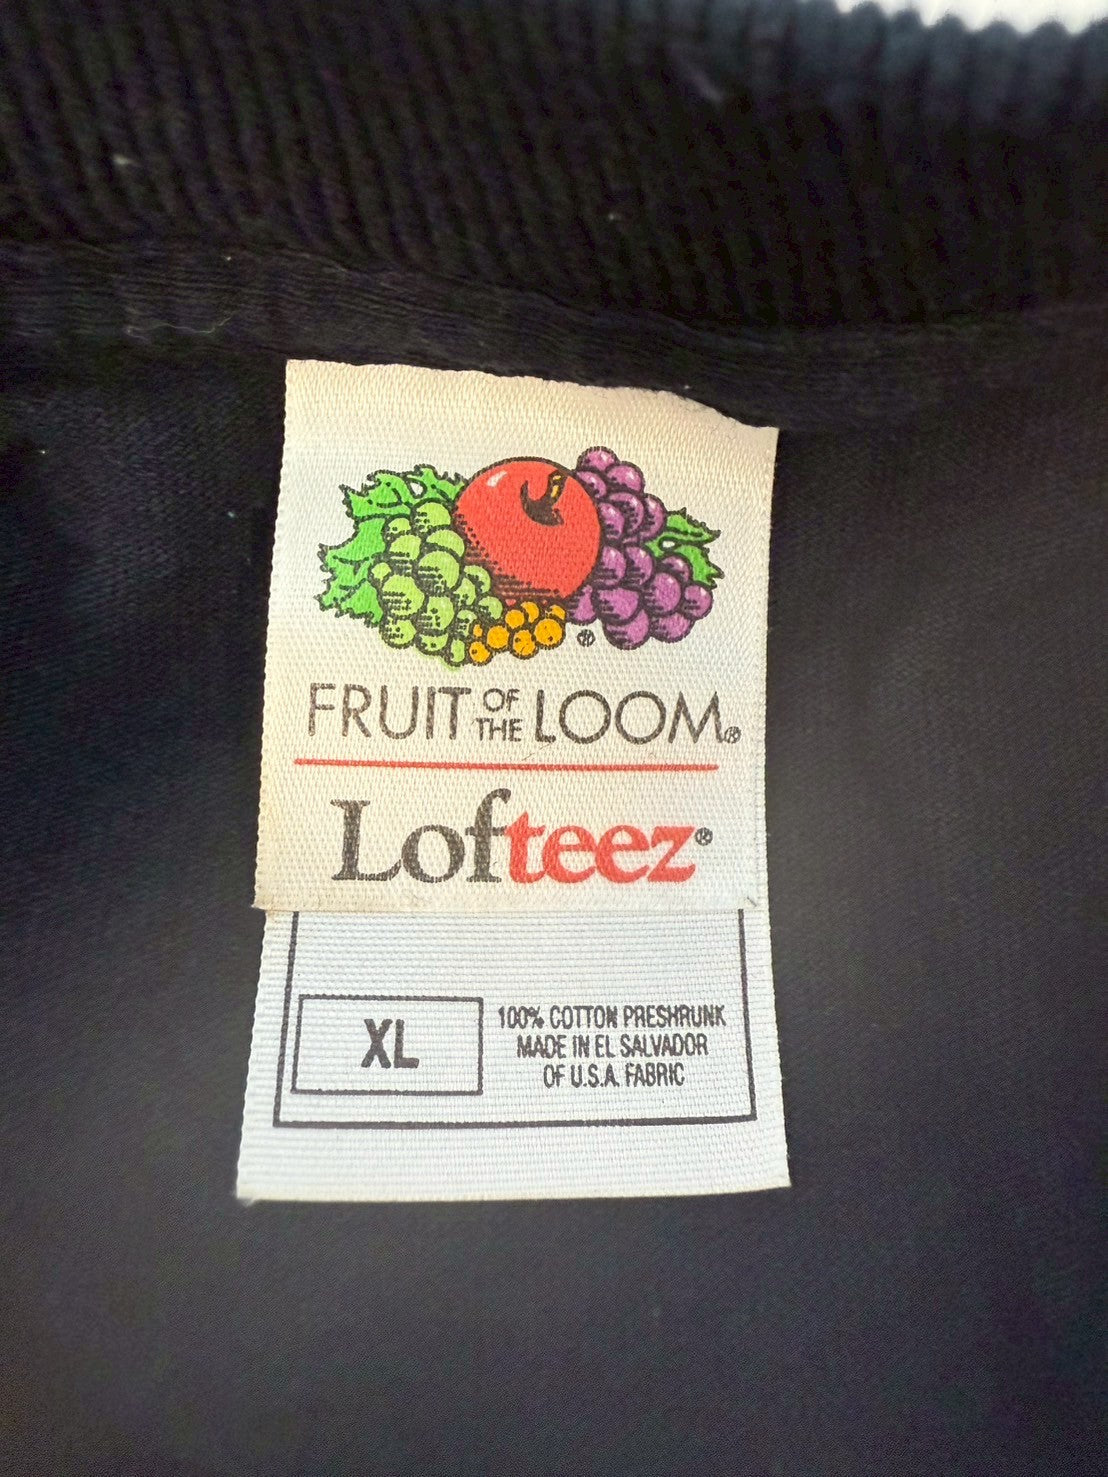 ®
FRUIT OF THE LOOM®
Lofteez®
XL
100% COTTON PRESHRUNK
MADE IN EL SALVADOR
OF U.S.A. FABRIC